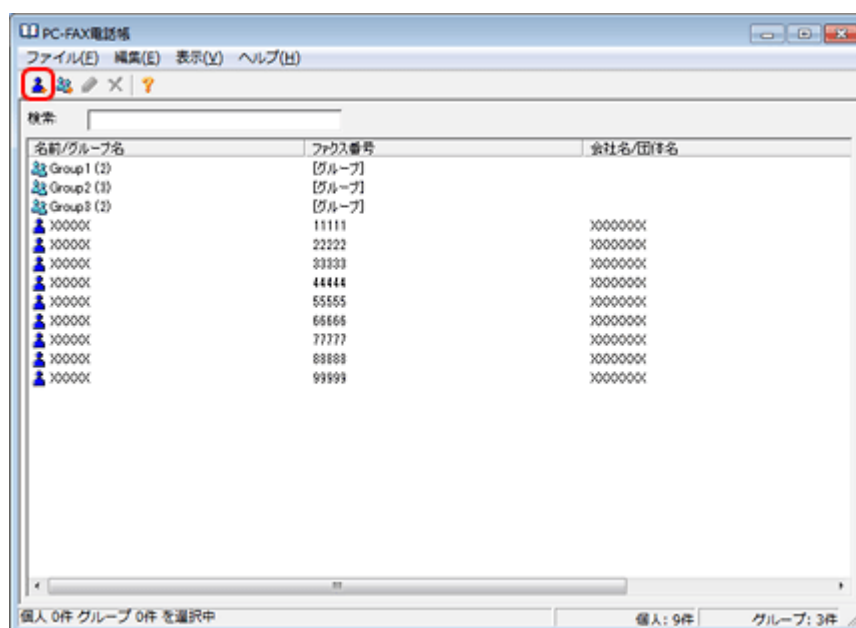 PC-FAX電話帳
ファイル(F) 編集(E) 表示(V) ヘルプ(H)
検索:
名前/グループ名 ファクス番号 会社名/団体名
Group1 (2) [グループ]
Group2 (3) [グループ]
Group3 (2) [グループ]
XXXXX 11111 XXXXXXX
XXXXX 22222 XXXXXXX
XXXXX 33333 XXXXXXX
XXXXX 44444 XXXXXXX
XXXXX 55555 XXXXXXX
XXXXX 66666 XXXXXXX
XXXXX 77777 XXXXXXX
XXXXX 88888 XXXXXXX
XXXXX 99999 XXXXXXX
個人 0件 グループ 0件 を選択中 個人: 9件 グループ: 3件